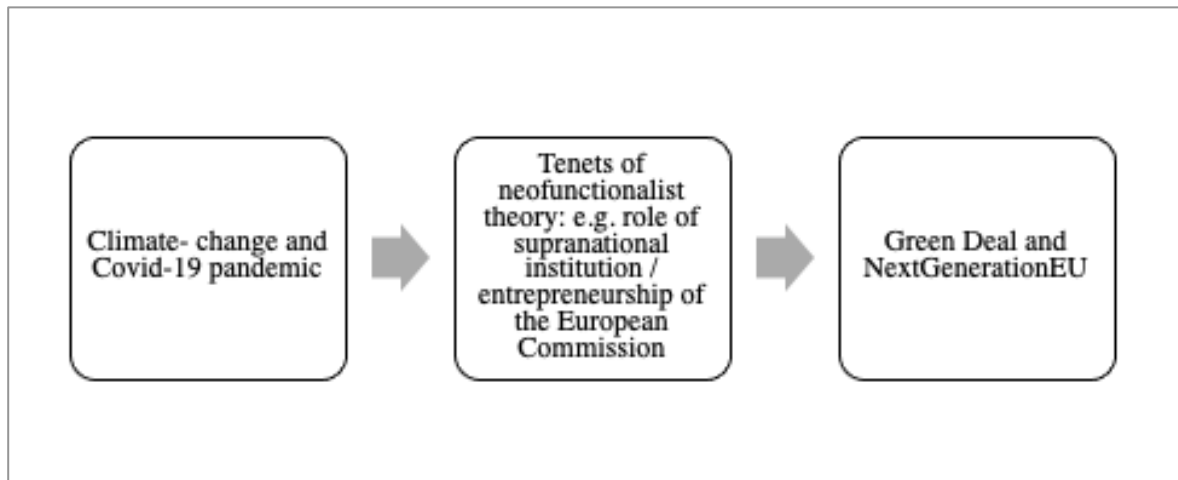 Climate- change and
Covid-19 pandemic
Tenets of
neofunctionalist
theory: e.g. role of
supranational
institution /
entrepreneurship of
the European
Commission
Green Deal and
NextGenerationEU